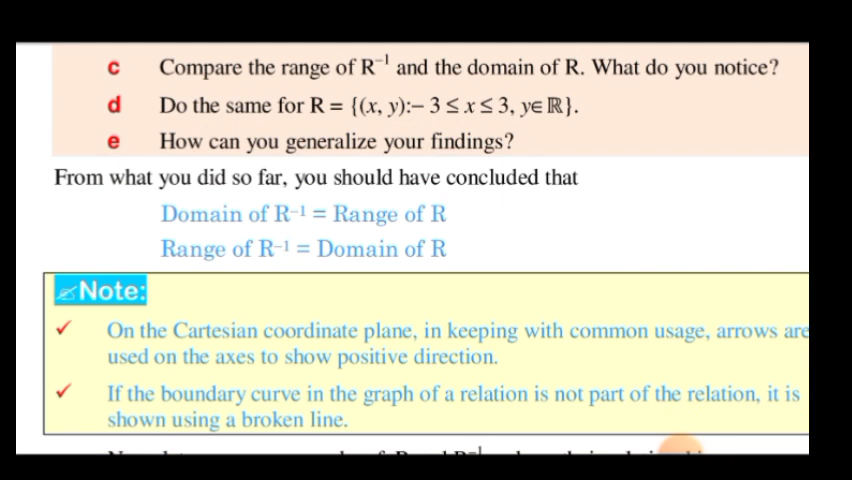 c Compare the range of R⁻¹ and the domain of R. What do you notice?
d Do the same for R = {(x, y):– 3 ≤ x ≤ 3, y∈ ℝ}.
e How can you generalize your findings?
From what you did so far, you should have concluded that
Domain of R⁻¹ = Range of R
Range of R⁻¹ = Domain of R
Note:
✓ On the Cartesian coordinate plane, in keeping with common usage, arrows are
used on the axes to show positive direction.
✓ If the boundary curve in the graph of a relation is not part of the relation, it is
shown using a broken line.